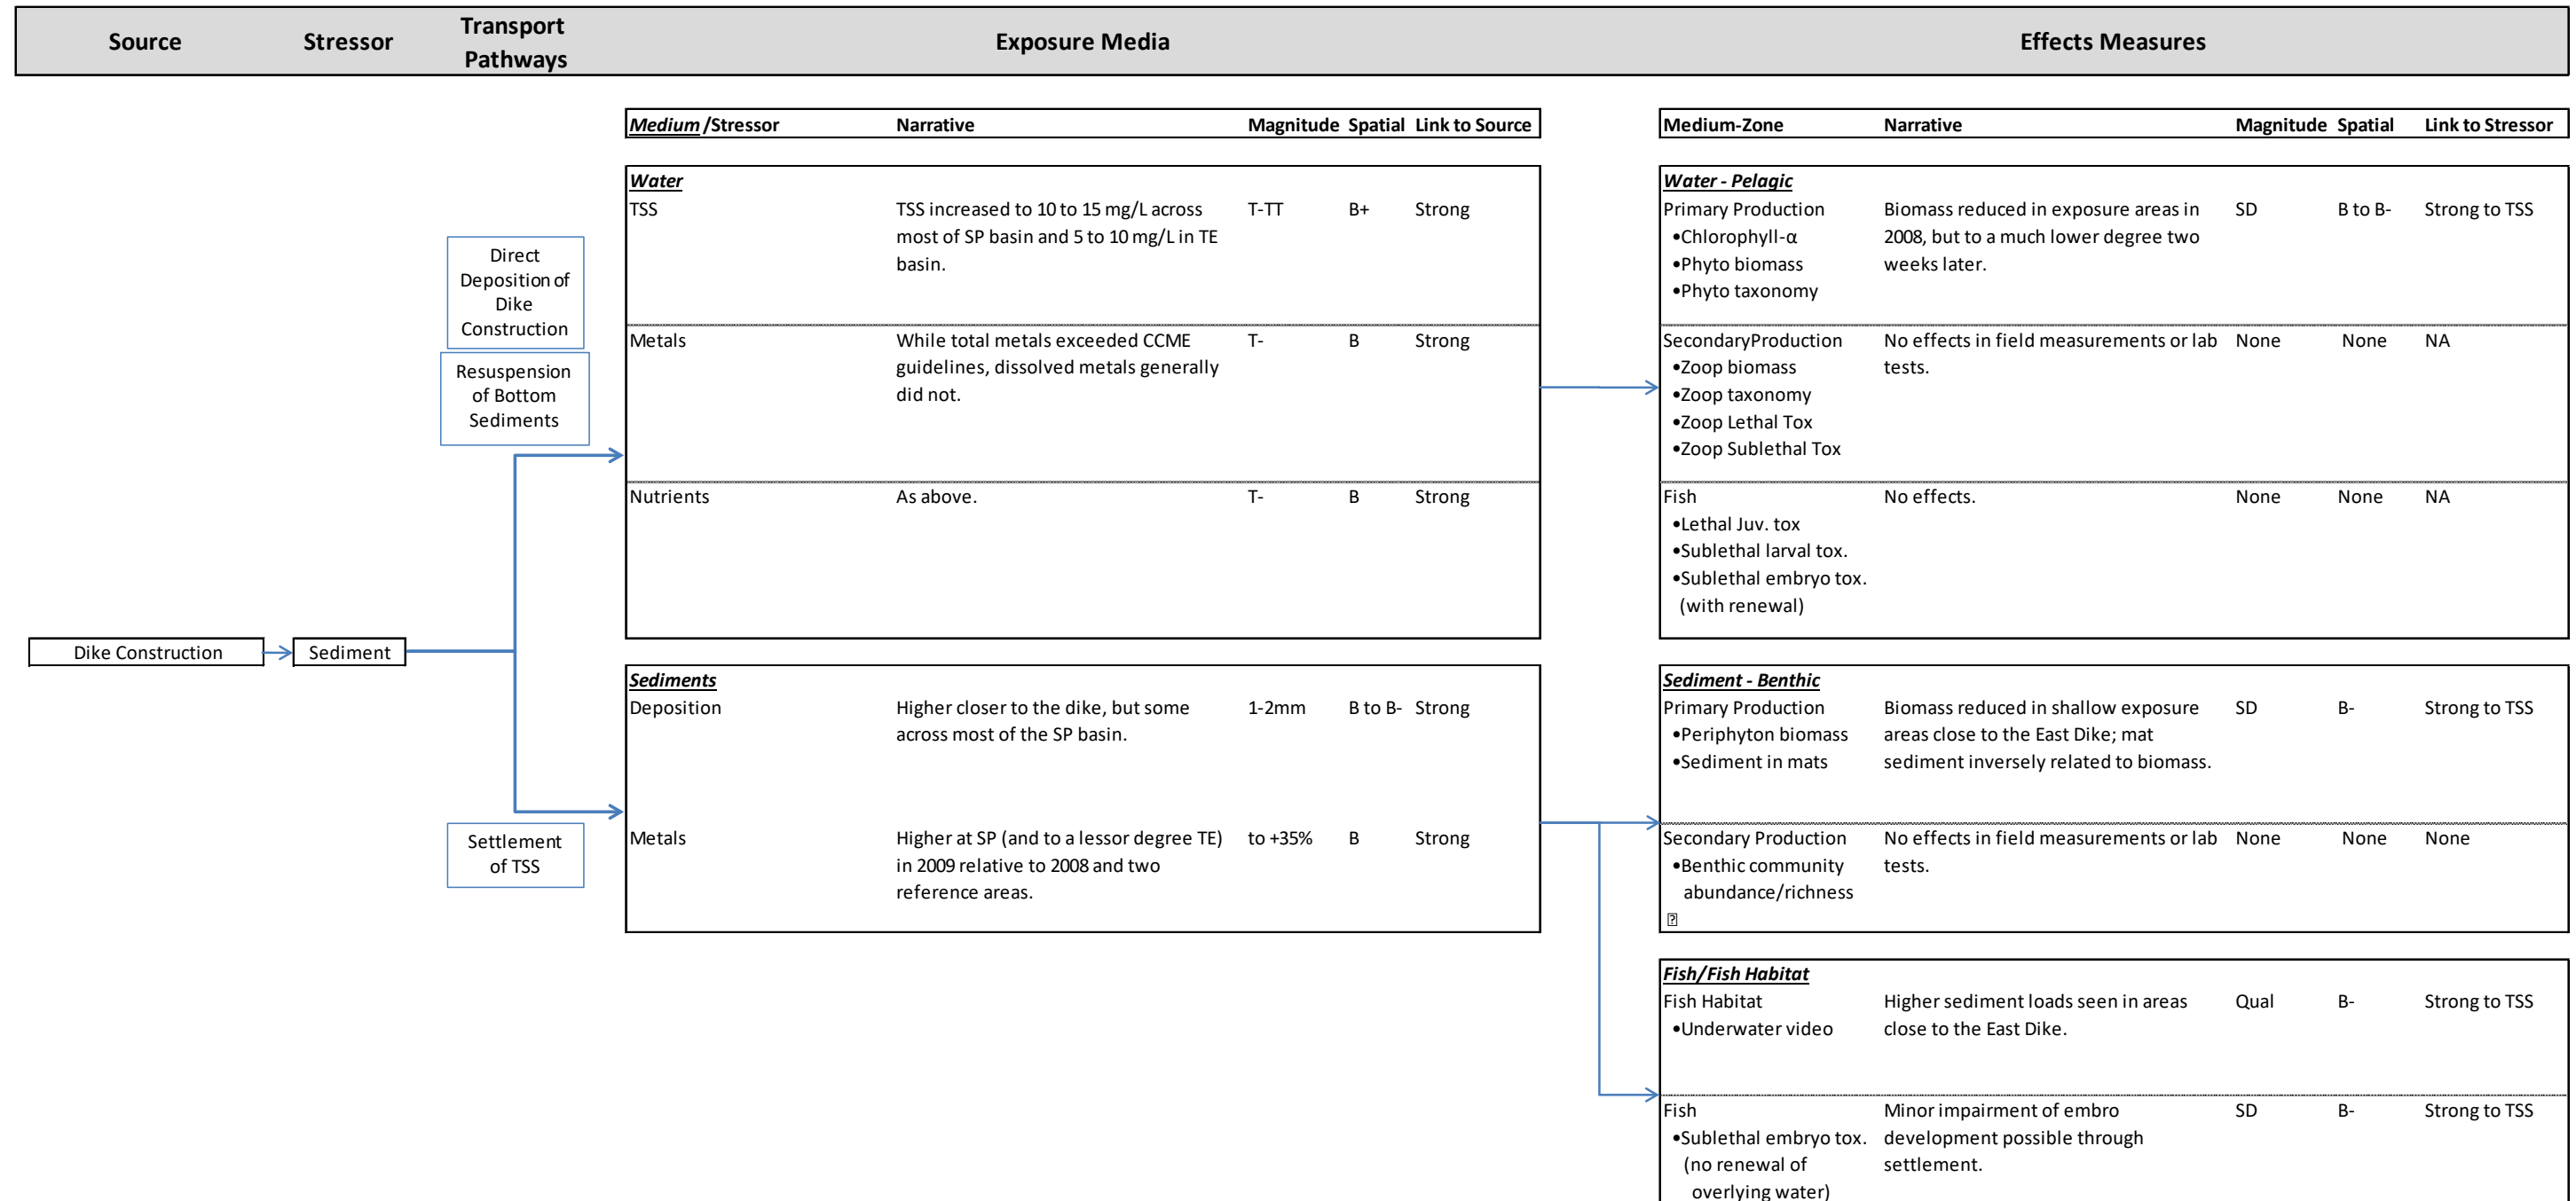 Source Stressor Transport Pathways Exposure Media Effects Measures
Medium /Stressor Narrative Magnitude Spatial Link to Source
Water
TSS TSS increased to 10 to 15 mg/L across T-TT B+ Strong
most of SP basin and 5 to 10 mg/L in TE
basin.
Metals While total metals exceeded CCME T- B Strong
guidelines, dissolved metals generally
did not.
Nutrients As above. T- B Strong
Direct
Deposition of
Dike
Construction
Resuspension
of Bottom
Sediments
Dike Construction
Sediment
Settlement
of TSS
Sediments
Deposition Higher closer to the dike, but some 1-2mm B to B- Strong
across most of the SP basin.
Metals Higher at SP (and to a lessor degree TE) to +35% B Strong
in 2009 relative to 2008 and two
reference areas.
Medium-Zone Narrative Magnitude Spatial Link to Stressor
Water - Pelagic
Primary Production Biomass reduced in exposure areas in SD B to B- Strong to TSS
•Chlorophyll-α 2008, but to a much lower degree two
•Phyto biomass weeks later.
•Phyto taxonomy
SecondaryProduction No effects in field measurements or lab None None NA
•Zoop biomass tests.
•Zoop taxonomy
•Zoop Lethal Tox
•Zoop Sublethal Tox
Fish No effects. None None NA
•Lethal Juv. tox
•Sublethal larval tox.
•Sublethal embryo tox.
(with renewal)
Sediment - Benthic
Primary Production Biomass reduced in shallow exposure SD B- Strong to TSS
•Periphyton biomass areas close to the East Dike; mat
•Sediment in mats sediment inversely related to biomass.
Secondary Production No effects in field measurements or lab None None None
•Benthic community tests.
abundance/richness
Fish/Fish Habitat
Fish Habitat Higher sediment loads seen in areas Qual B- Strong to TSS
•Underwater video close to the East Dike.
Fish Minor impairment of embro SD B- Strong to TSS
•Sublethal embryo tox. development possible through
(no renewal of settlement.
overlying water)